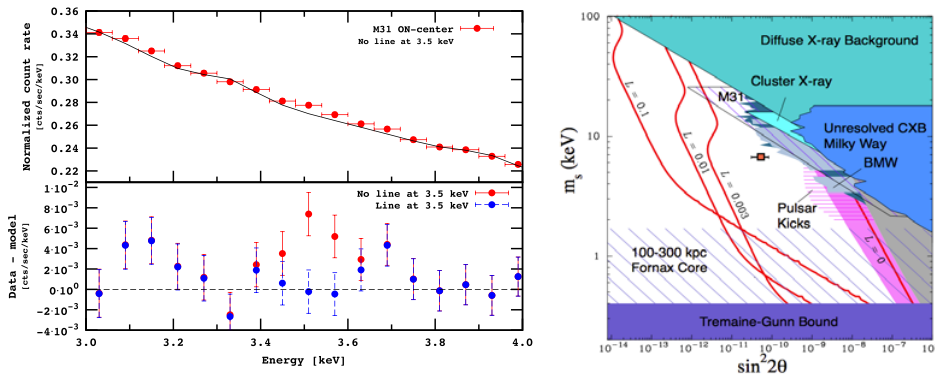 M31 ON-center
No line at 3.5 keV
Normalized count rate
[cts/sec/keV]
0.36
0.34
0.32
0.30
0.28
0.26
0.24
0.22
Data - model
[cts/sec/keV]
1·10⁻²
8·10⁻³
6·10⁻³
4·10⁻³
2·10⁻³
0·10⁰
-2·10⁻³
-4·10⁻³
No line at 3.5 keV
Line at 3.5 keV
3.0
3.2
3.4
3.6
3.8
4.0
Energy [keV]
mₛ (keV)
100
10
1
Diffuse X-ray Background
Cluster X-ray
M31
Unresolved CXB
Milky Way
BMW
Pulsar
Kicks
100-300 kpc
Fornax Core
L = 0.1
L = 0.01
L = 0.003
L = 0
Tremaine-Gunn Bound
10⁻¹⁴
10⁻¹³
10⁻¹²
10⁻¹¹
10⁻¹⁰
10⁻⁹
10⁻⁸
10⁻⁷
10⁻⁶
sin²2θ